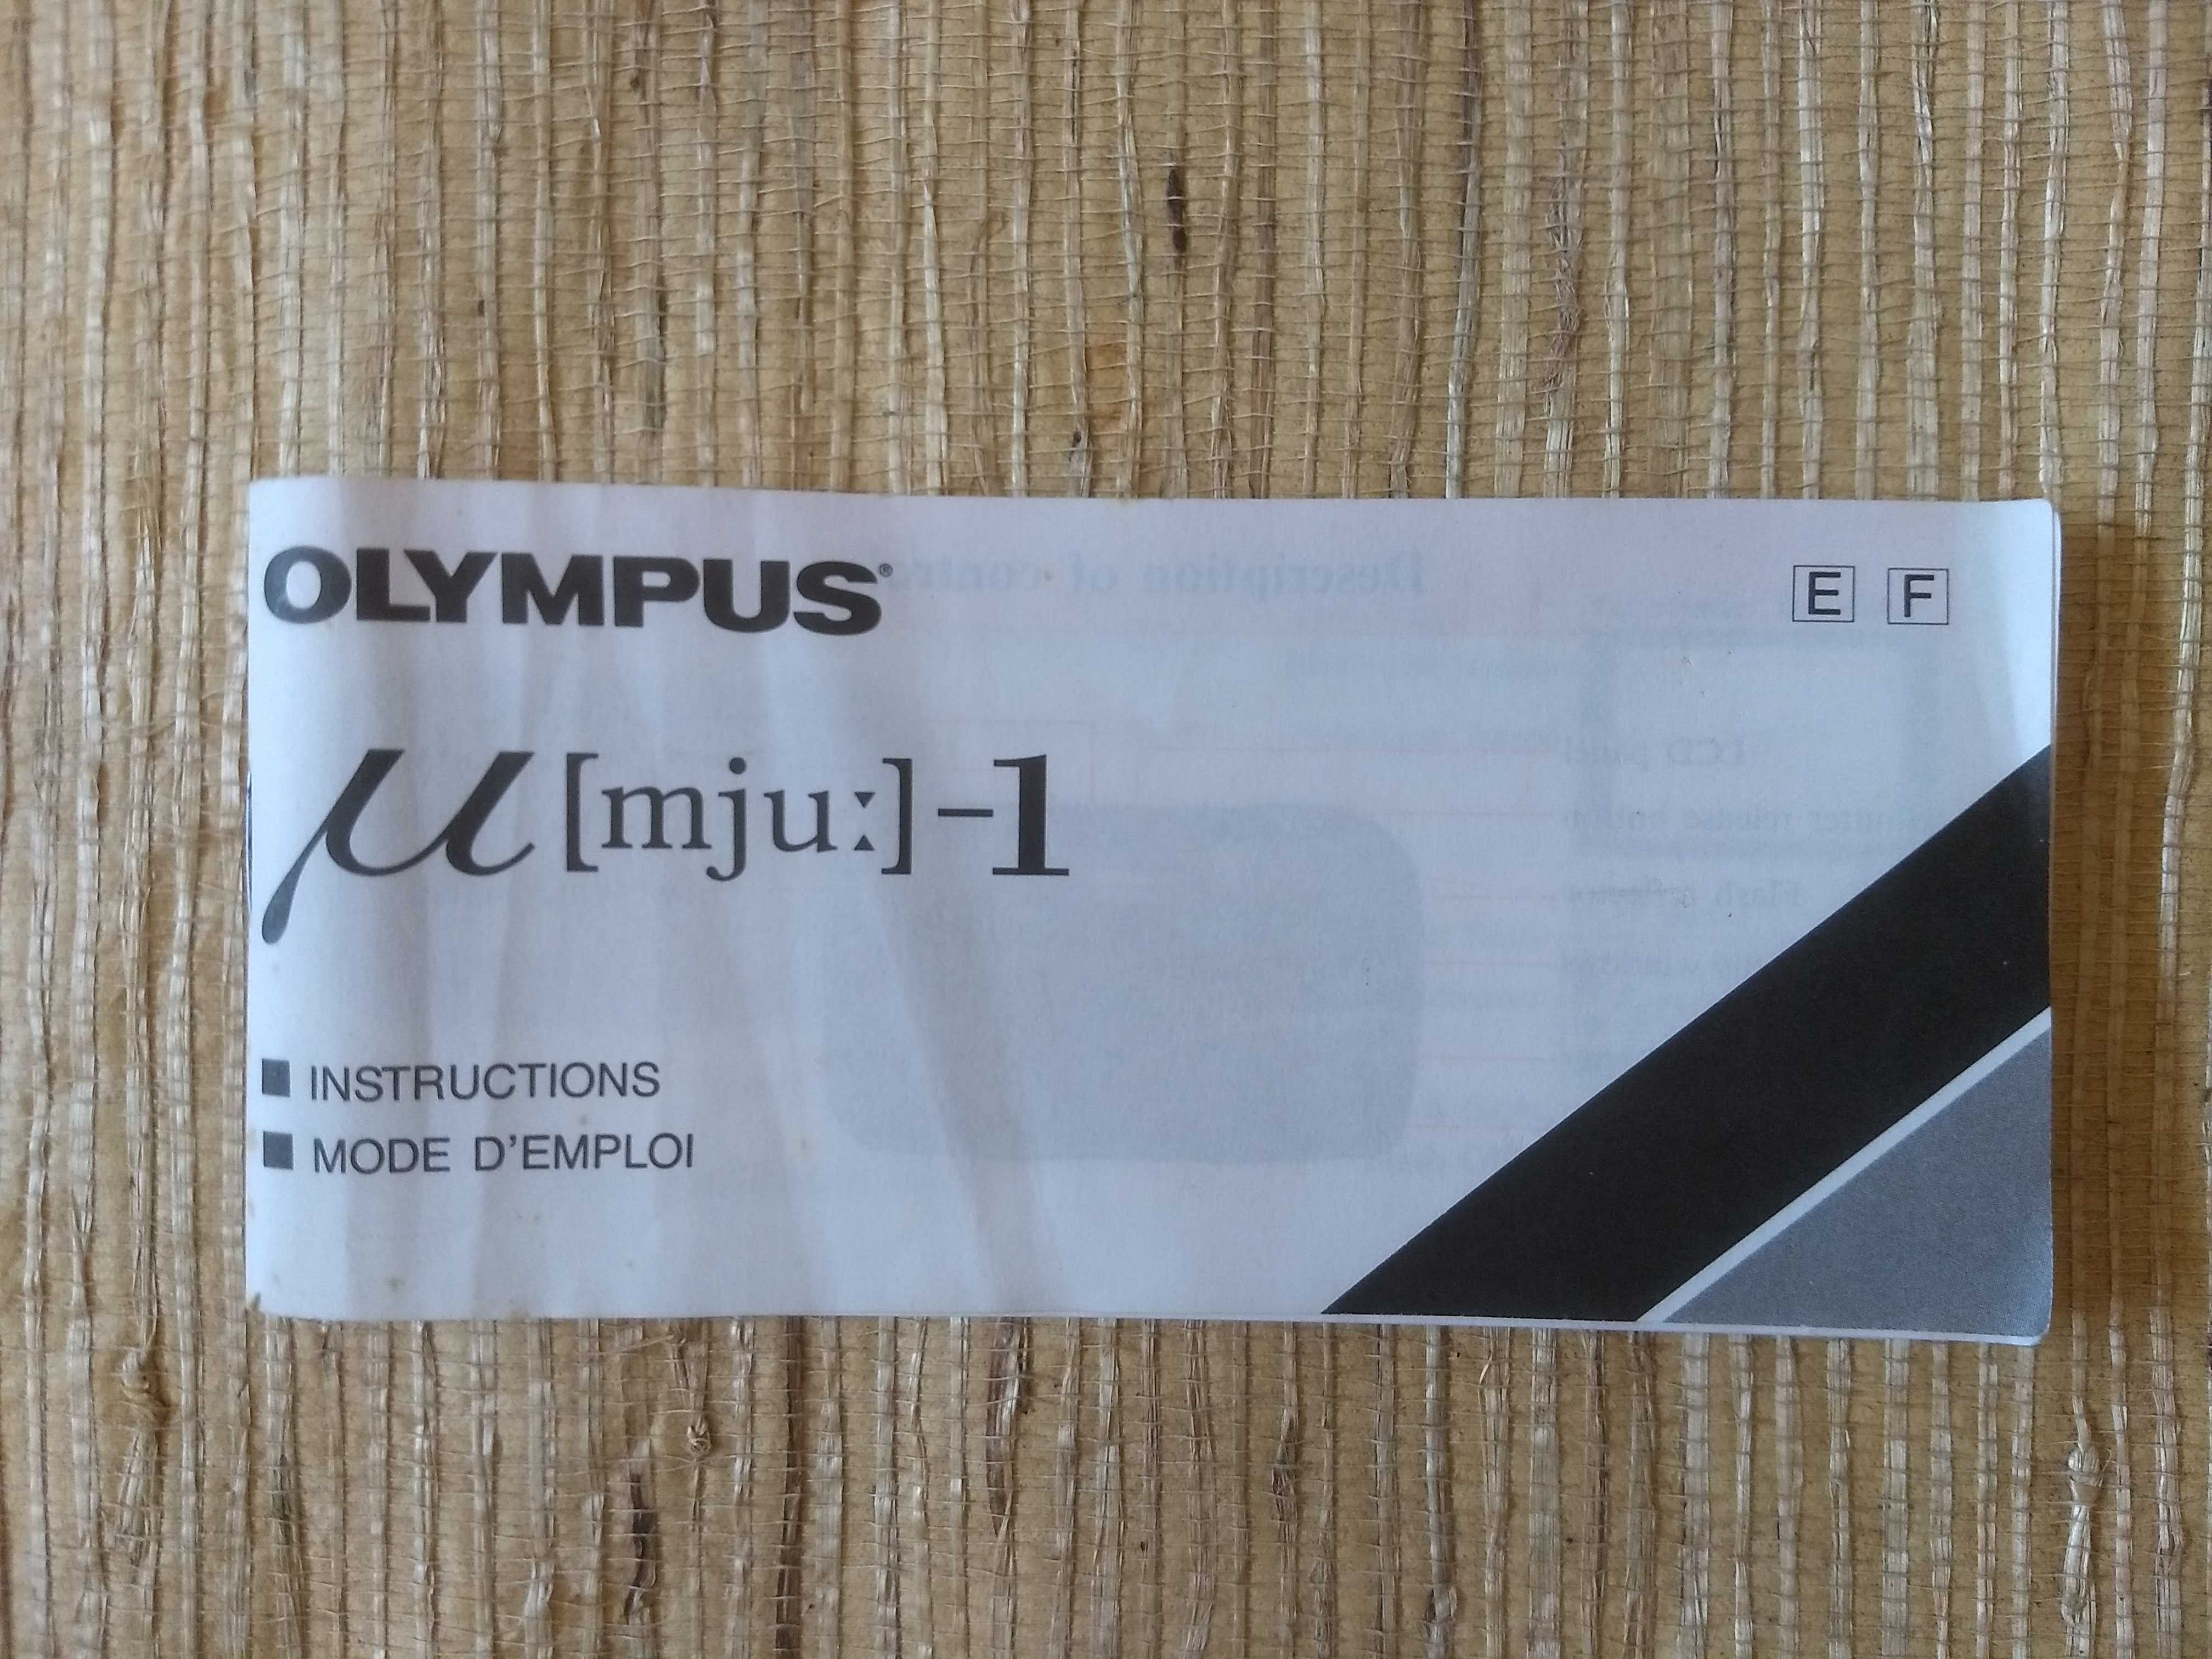 OLYMPUS®
E F
µ[mju:]-1
■ INSTRUCTIONS
■ MODE D'EMPLOI